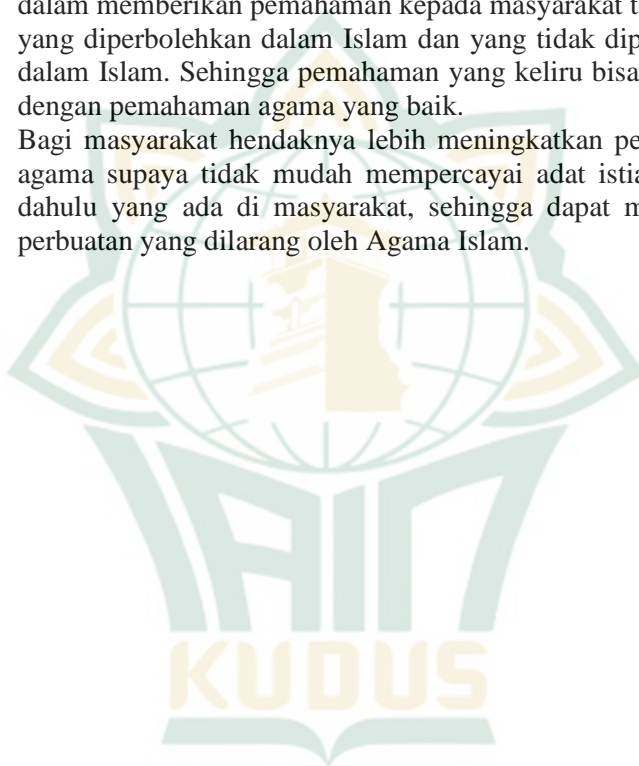 dalam memberikan pemahaman kepada masyarakat
yang diperbolehkan dalam Islam dan yang tidak
dalam Islam. Sehingga pemahaman yang keliru bisa
dengan pemahaman agama yang baik.
Bagi masyarakat hendaknya lebih meningkatkan
agama supaya tidak mudah mempercayai adat
dahulu yang ada di masyarakat, sehingga dapat
perbuatan yang dilarang oleh Agama Islam.
IAIN
KUDUS